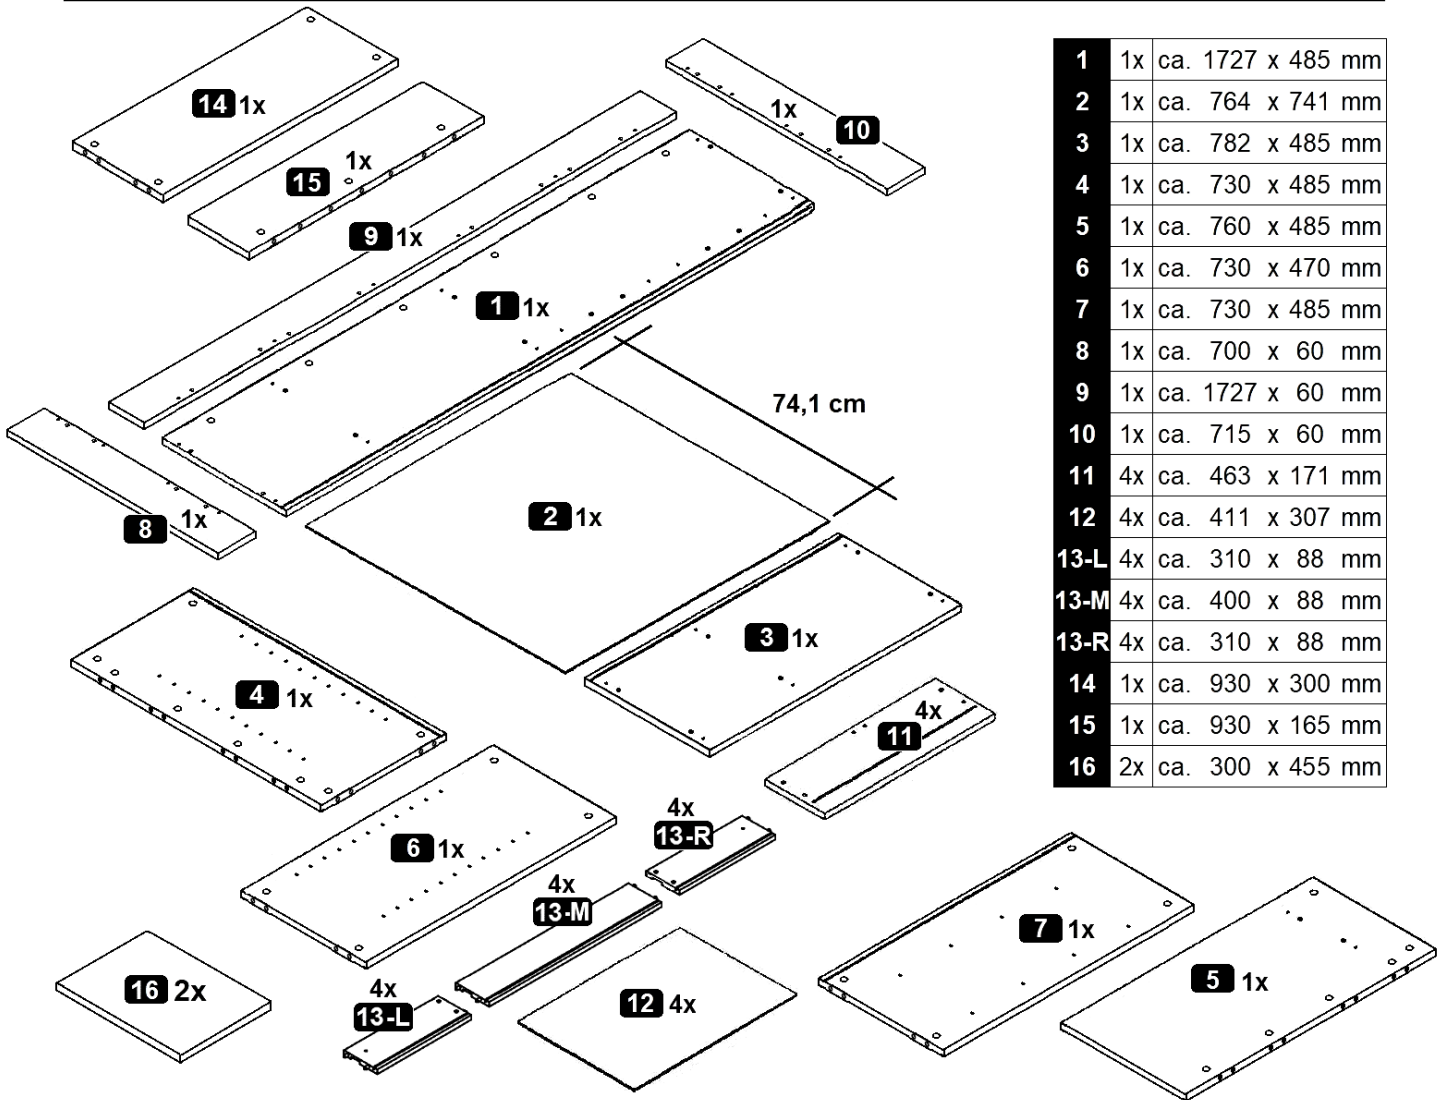 14 1x
15 1x
9 1x
1 1x
1x 10
74,1 cm
8 1x
2 1x
3 1x
4 1x
4x
11
6 1x
4x
13-R
4x
13-M
4x
13-L
16 2x
12 4x
7 1x
5 1x
1 1x ca. 1727 x 485 mm
2 1x ca. 764 x 741 mm
3 1x ca. 782 x 485 mm
4 1x ca. 730 x 485 mm
5 1x ca. 760 x 485 mm
6 1x ca. 730 x 470 mm
7 1x ca. 730 x 485 mm
8 1x ca. 700 x 60 mm
9 1x ca. 1727 x 60 mm
10 1x ca. 715 x 60 mm
11 4x ca. 463 x 171 mm
12 4x ca. 411 x 307 mm
13-L 4x ca. 310 x 88 mm
13-M 4x ca. 400 x 88 mm
13-R 4x ca. 310 x 88 mm
14 1x ca. 930 x 300 mm
15 1x ca. 930 x 165 mm
16 2x ca. 300 x 455 mm